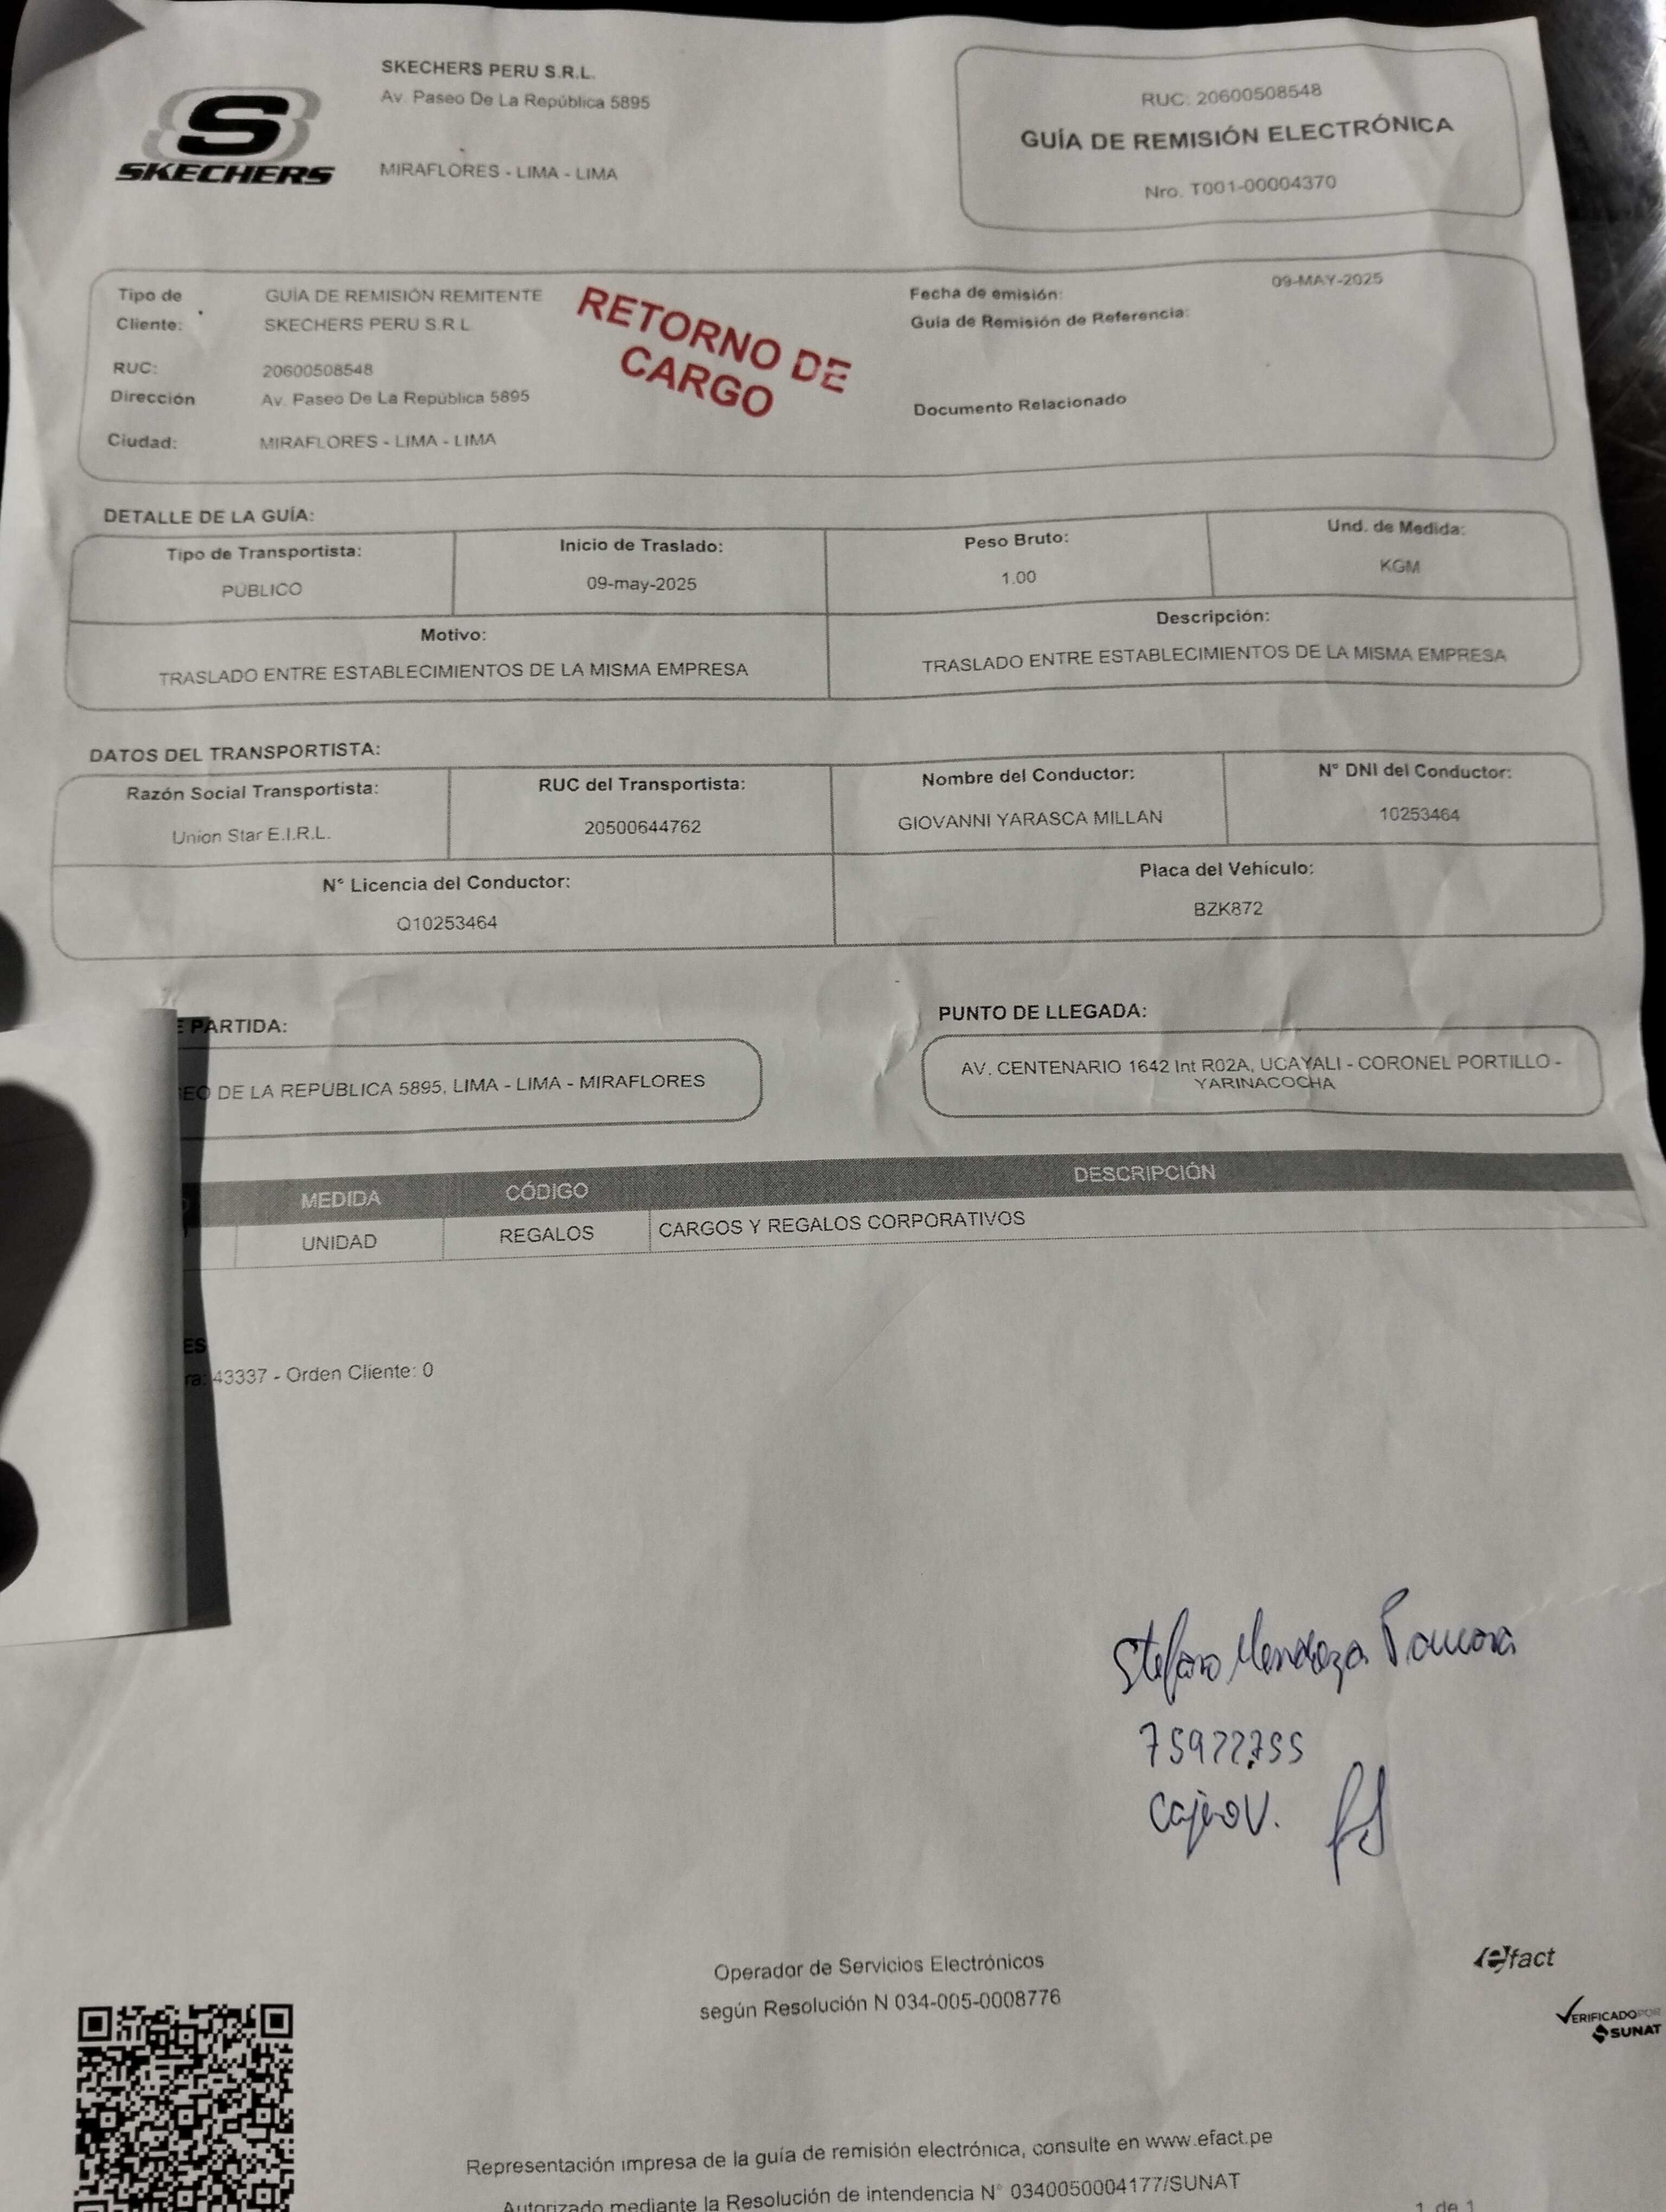 SKECHERS PERU S.R.L.
Av. Paseo De La República 5895
MIRAFLORES - LIMA - LIMA
SKECHERS
RUC: 20600508548
GUÍA DE REMISIÓN ELECTRÓNICA
Nro. T001-00004370
Tipo de GUÍA DE REMISIÓN REMITENTE
Cliente: SKECHERS PERU S.R.L.
RUC: 20600508548
Dirección Av. Paseo De La República 5895
Ciudad: MIRAFLORES - LIMA - LIMA
RETORNO DE
CARGO
Fecha de emisión: 09-MAY-2025
Guía de Remisión de Referencia:
Documento Relacionado
DETALLE DE LA GUÍA:
Tipo de Transportista: Inicio de Traslado: Peso Bruto: Und. de Medida:
PUBLICO 09-may-2025 1.00 KGM
Motivo: Descripción:
TRASLADO ENTRE ESTABLECIMIENTOS DE LA MISMA EMPRESA TRASLADO ENTRE ESTABLECIMIENTOS DE LA MISMA EMPRESA
DATOS DEL TRANSPORTISTA:
Razón Social Transportista: RUC del Transportista: Nombre del Conductor: N° DNI del Conductor:
Union Star E.I.R.L. 20500644762 GIOVANNI YARASCA MILLAN 10253464
N° Licencia del Conductor: Placa del Vehículo:
Q10253464 BZK872
E PARTIDA:
EO DE LA REPUBLICA 5895, LIMA - LIMA - MIRAFLORES
PUNTO DE LLEGADA:
AV. CENTENARIO 1642 Int R02A, UCAYALI - CORONEL PORTILLO -
YARINACOCHA
MEDIDA CÓDIGO DESCRIPCIÓN
UNIDAD REGALOS CARGOS Y REGALOS CORPORATIVOS
ES
ra: 43337 - Orden Cliente: 0
Stefano Mendoza
Cajero V.
Operador de Servicios Electrónicos
según Resolución N 034-005-0008776
efact
VERIFICADO POR
SUNAT
Representación impresa de la guía de remisión electrónica, consulte en www.efact.pe
Autorizado mediante la Resolución de intendencia N° 0340050004177/SUNAT
1 de 1